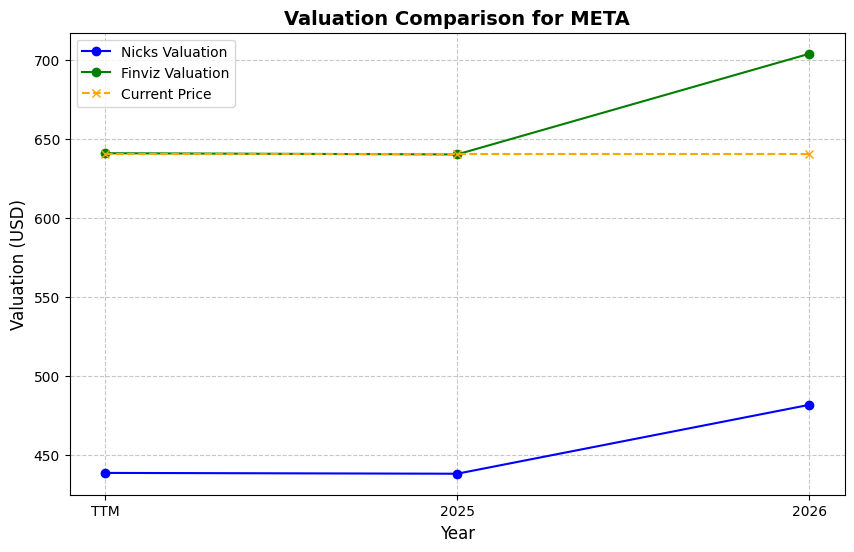 Valuation Comparison for META
Nicks Valuation
Finviz Valuation
Current Price
Valuation (USD)
700
650
600
550
500
450
TTM
2025
2026
Year